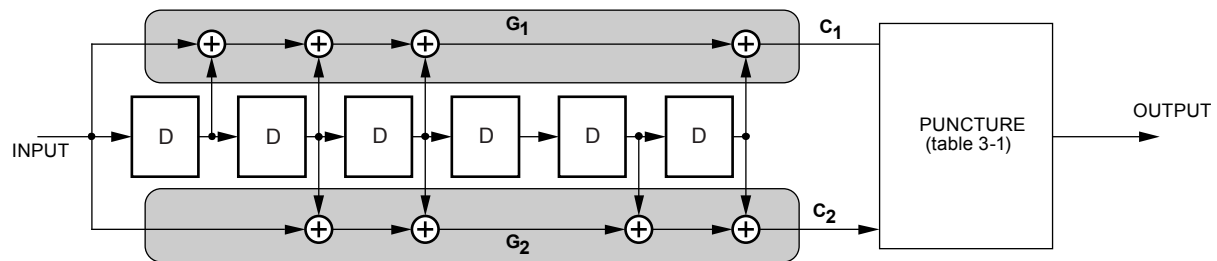 G1
C1
D D D D D D
INPUT
PUNCTURE
(table 3-1)
OUTPUT
G2
C2